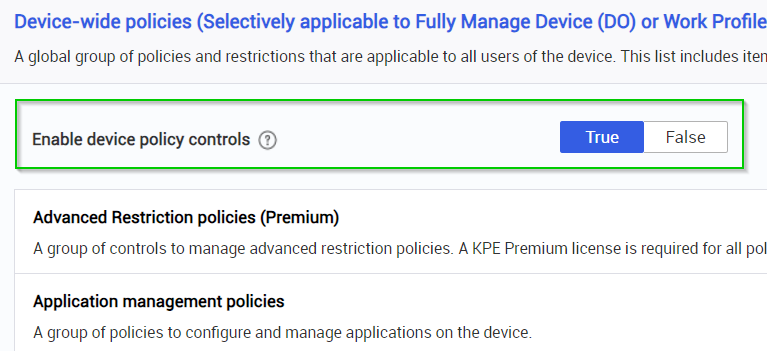 Device-wide policies (Selectively applicable to Fully Manage Device (DO) or Work Profile
A global group of policies and restrictions that are applicable to all users of the device. This list includes
Enable device policy controls ? True False
Advanced Restriction policies (Premium)
A group of controls to manage advanced restriction policies. A KPE Premium license is required for all
Application management policies
A group of policies to configure and manage applications on the device.